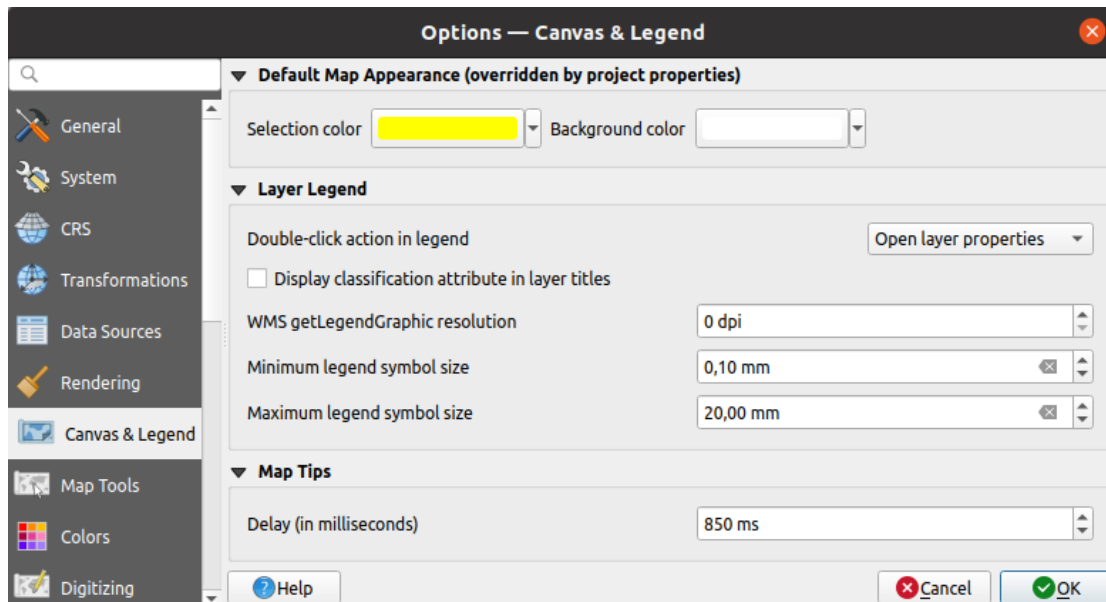 Options — Canvas & Legend
General
System
CRS
Transformations
Data Sources
Rendering
Canvas & Legend
Map Tools
Colors
Digitizing
Default Map Appearance (overridden by project properties)
Selection color Background color
Layer Legend
Double-click action in legend Open layer properties
Display classification attribute in layer titles
WMS getLegendGraphic resolution 0 dpi
Minimum legend symbol size 0,10 mm
Maximum legend symbol size 20,00 mm
Map Tips
Delay (in milliseconds) 850 ms
Help Cancel OK